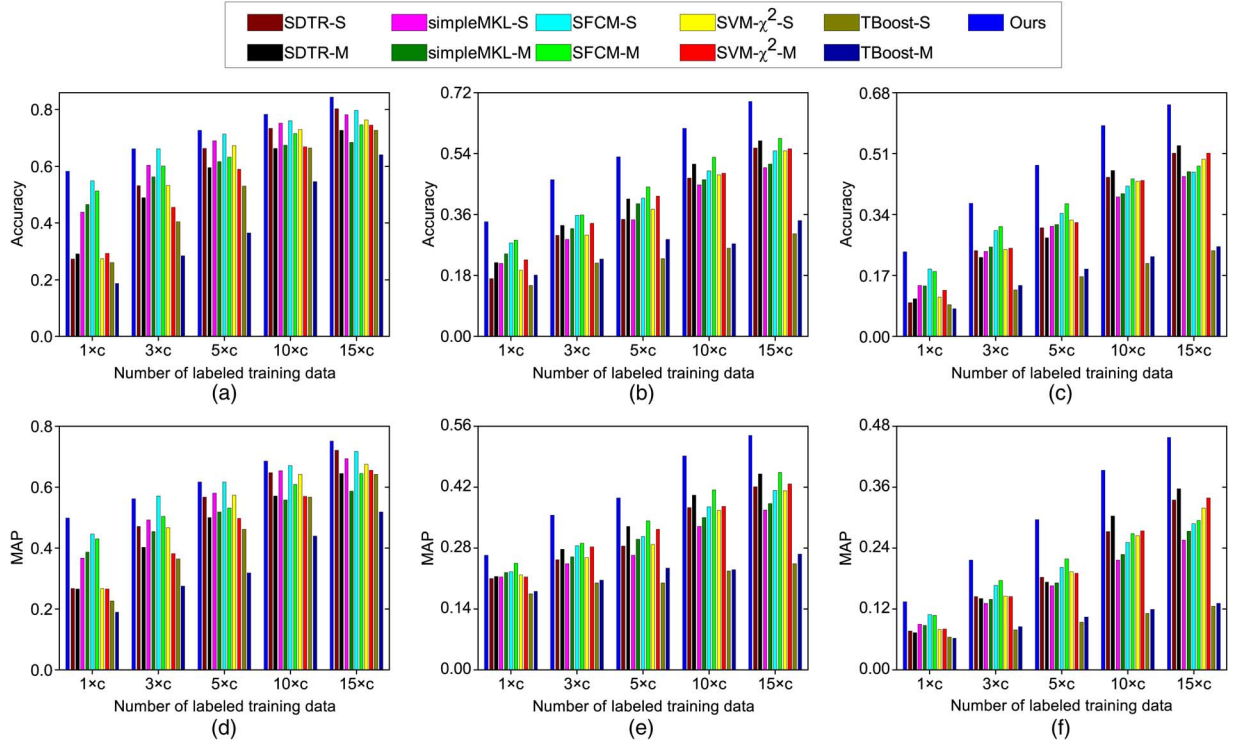 SDTR-S simpleMKL-S SFCM-S SVM-χ²-S TBoost-S Ours
SDTR-M simpleMKL-M SFCM-M SVM-χ²-M TBoost-M
Accuracy
0.8
0.6
0.4
0.2
0.0
1×c 3×c 5×c 10×c 15×c
Number of labeled training data
(a)
Accuracy
0.72
0.54
0.36
0.18
0.00
1×c 3×c 5×c 10×c 15×c
Number of labeled training data
(b)
Accuracy
0.68
0.51
0.34
0.17
0.00
1×c 3×c 5×c 10×c 15×c
Number of labeled training data
(c)
MAP
0.8
0.6
0.4
0.2
0.0
1×c 3×c 5×c 10×c 15×c
Number of labeled training data
(d)
MAP
0.56
0.42
0.28
0.14
0.00
1×c 3×c 5×c 10×c 15×c
Number of labeled training data
(e)
MAP
0.48
0.36
0.24
0.12
0.00
1×c 3×c 5×c 10×c 15×c
Number of labeled training data
(f)